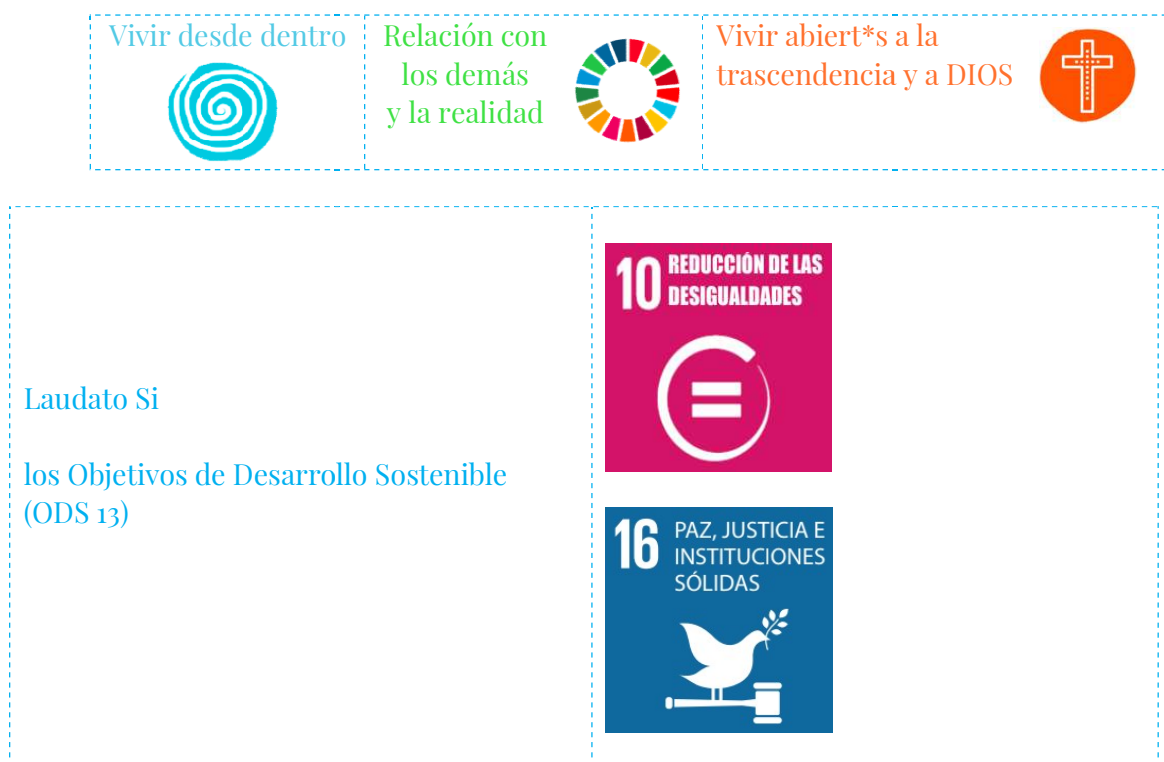 Vivir desde dentro
Relación con
los demás
y la realidad
Vivir abiert*s a la
trascendencia y a DIOS
Laudato Si
los Objetivos de Desarrollo Sostenible
(ODS 13)
10 REDUCCIÓN DE LAS
DESIGUALDADES
16 PAZ, JUSTICIA E
INSTITUCIONES
SÓLIDAS